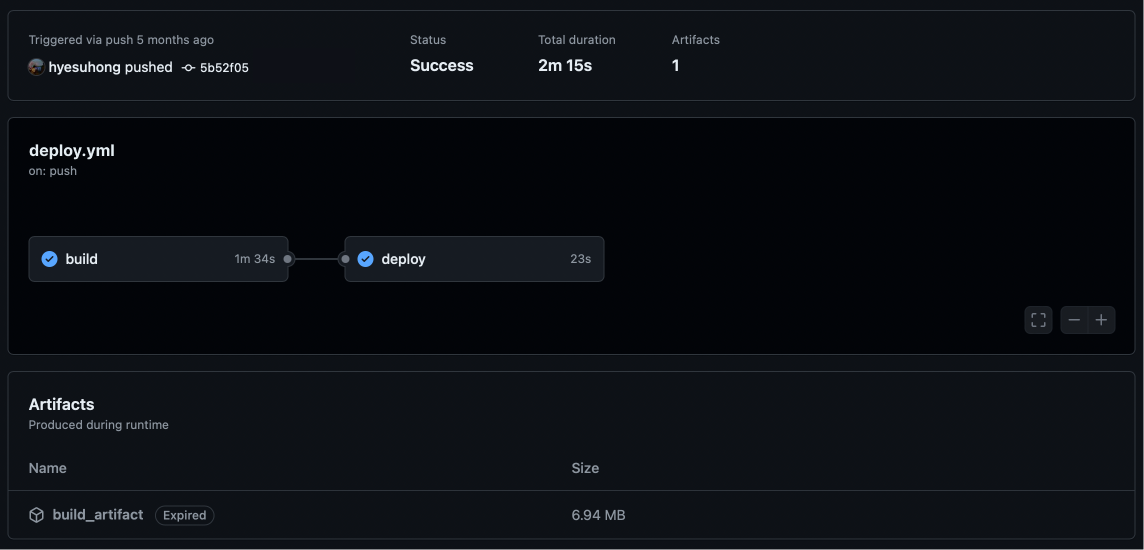 Triggered via push 5 months ago
hyesuhong pushed 5b52f05
Status
Success
Total duration
2m 15s
Artifacts
1
deploy.yml
on: push
build 1m 34s
deploy 23s
Artifacts
Produced during runtime
Name Size
build_artifact Expired 6.94 MB